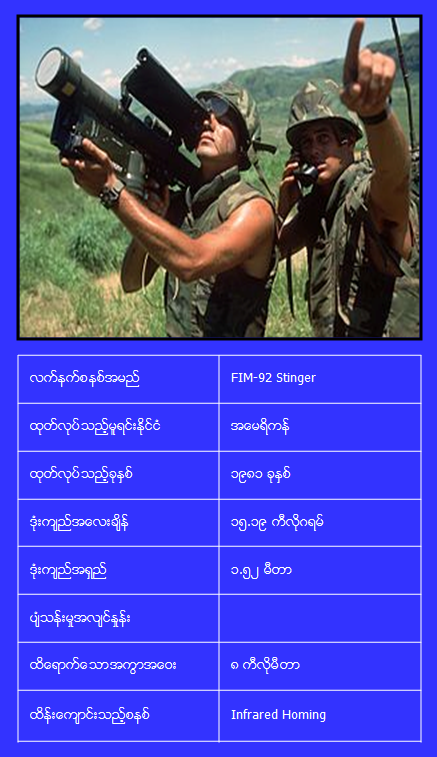 လက်နက်စနစ်အမည် FIM-92 Stinger
ထုတ်လုပ်သည့်မူရင်းနိုင်ငံ အမေရိကန်
ထုတ်လုပ်သည့်ခုနှစ် ၁၉၈၁ ခုနှစ်
ဒုံးကျည်အလေးချိန် ၁၅.၁၉ ကီလိုဂရမ်
ဒုံးကျည်အရှည် ၁.၅၂ မီတာ
ပျံသန်းမှုအလျင်နှုန်း
ထိရောက်သောအကွာအဝေး ၈ ကီလိုမီတာ
ထိန်းကျောင်းသည့်စနစ် Infrared Homing